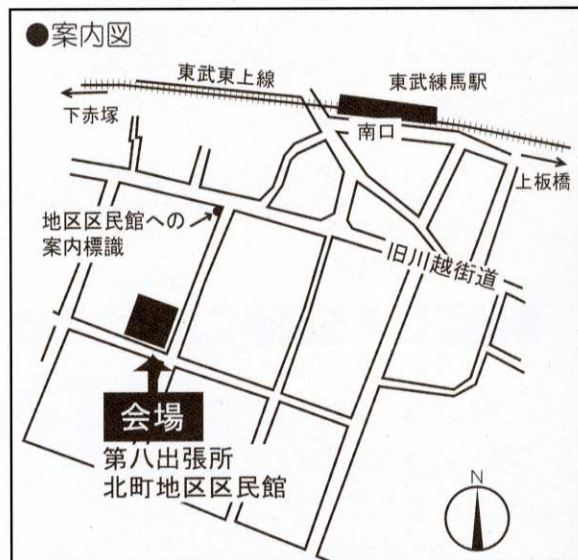 ●案内図
東武東上線
東武練馬駅
下赤塚
南口
上板橋
地区区民館への
案内標識
旧川越街道
会場
第八出張所
北町地区区民館
N